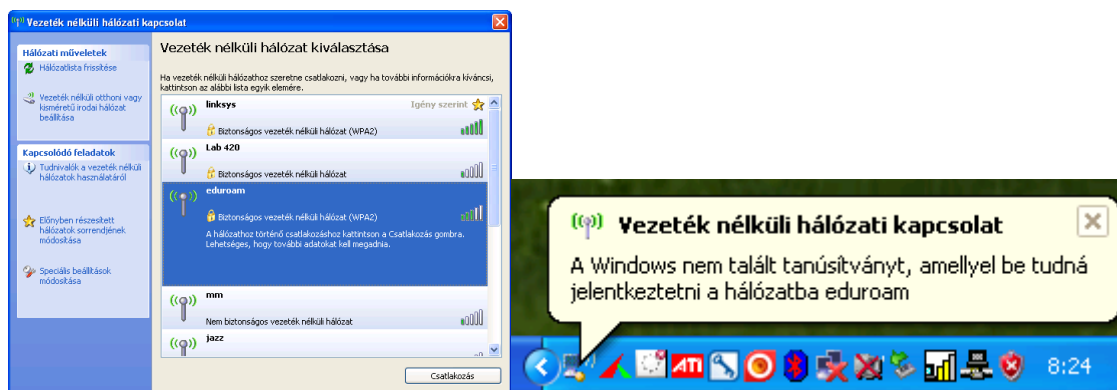 Vezeték nélküli hálózati kapcsolat
Hálózati műveletek
Hálózatlista frissítése
Vezeték nélküli otthoni vagy
kisméretű irodai hálózat
beállítása
Kapcsolódó feladatok
Tudnivalók a vezeték nélküli
hálózatok használatáról
Előnyben részesített
hálózatok sorrendjének
módosítása
Speciális beállítások
módosítása
Vezeték nélküli hálózat kiválasztása
Ha vezeték nélküli hálózathoz szeretne csatlakozni, vagy ha további információkra kíváncsi,
kattintson az alábbi lista egyik elemére.
linksys
Igény szerint
Biztonságos vezeték nélküli hálózat (WPA2)
Lab 420
Biztonságos vezeték nélküli hálózat
eduroam
Biztonságos vezeték nélküli hálózat (WPA2)
A hálózathoz történő csatlakozáshoz kattintson a Csatlakozás gombra.
Lehetséges, hogy további adatokat kell megadnia.
mm
Nem biztonságos vezeték nélküli hálózat
jazz
Csatlakozás
Vezeték nélküli hálózati kapcsolat
A Windows nem talált tanúsítványt, amellyel be tudná
jelentkeztetni a hálózatba eduroam
ATI
8:24